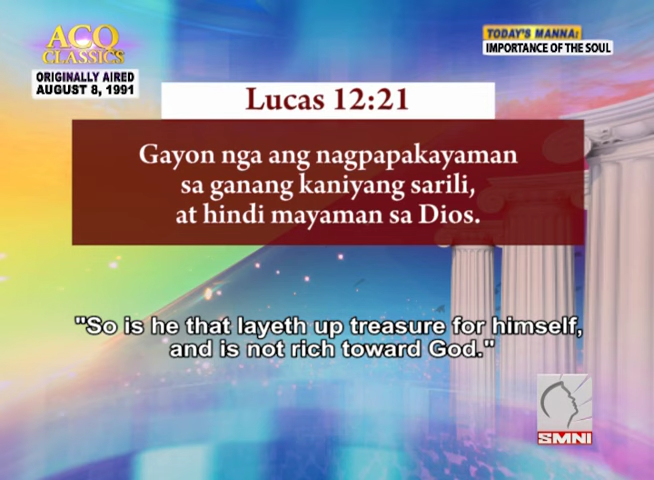 ACQ
CLASSICS
ORIGINALLY AIRED
AUGUST 8, 1991
TODAY'S MANNA:
IMPORTANCE OF THE SOUL
Lucas 12:21
Gayon nga ang nagpapakayaman
sa ganang kaniyang sarili,
at hindi mayaman sa Dios.
"So is he that layeth up treasure for himself,
and is not rich toward God."
SMNI